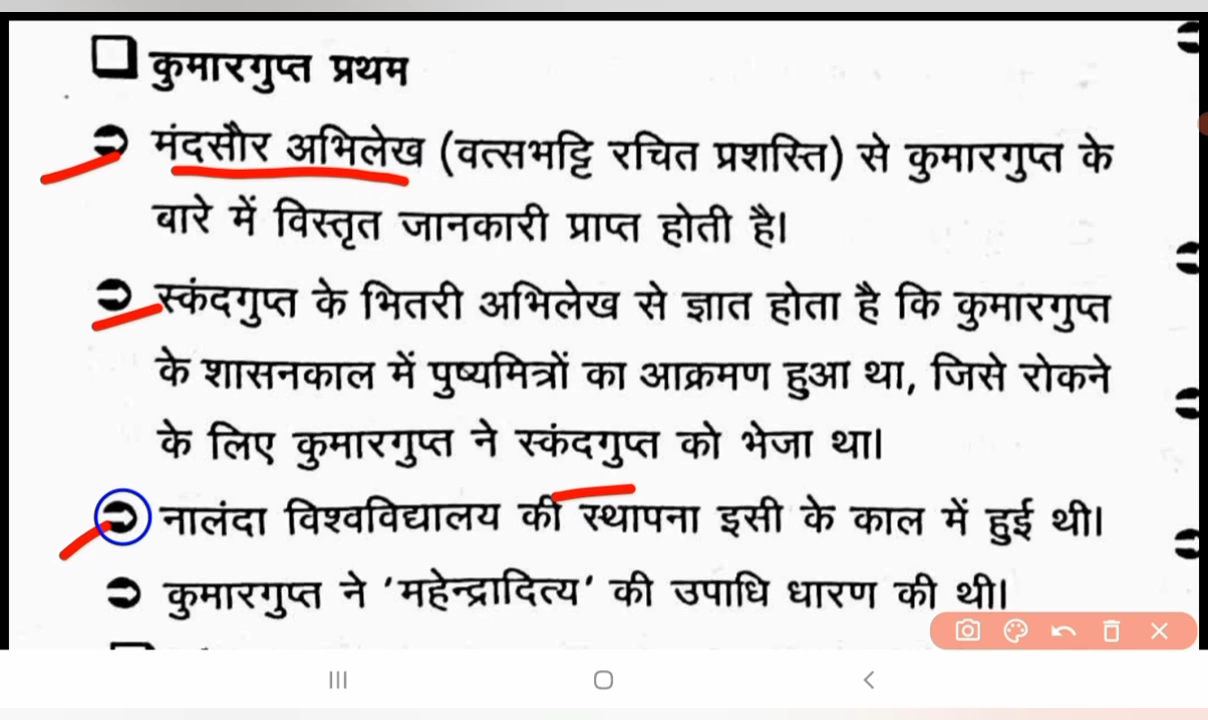 कुमारगुप्त प्रथम
मंदसौर अभिलेख (वत्सभट्टि रचित प्रशस्ति) से कुमारगुप्त के
बारे में विस्तृत जानकारी प्राप्त होती है।
स्कंदगुप्त के भितरी अभिलेख से ज्ञात होता है कि कुमारगुप्त
के शासनकाल में पुष्यमित्रों का आक्रमण हुआ था, जिसे रोकने
के लिए कुमारगुप्त ने स्कंदगुप्त को भेजा था।
नालंदा विश्वविद्यालय की स्थापना इसी के काल में हुई थी।
कुमारगुप्त ने 'महेन्द्रादित्य' की उपाधि धारण की थी।